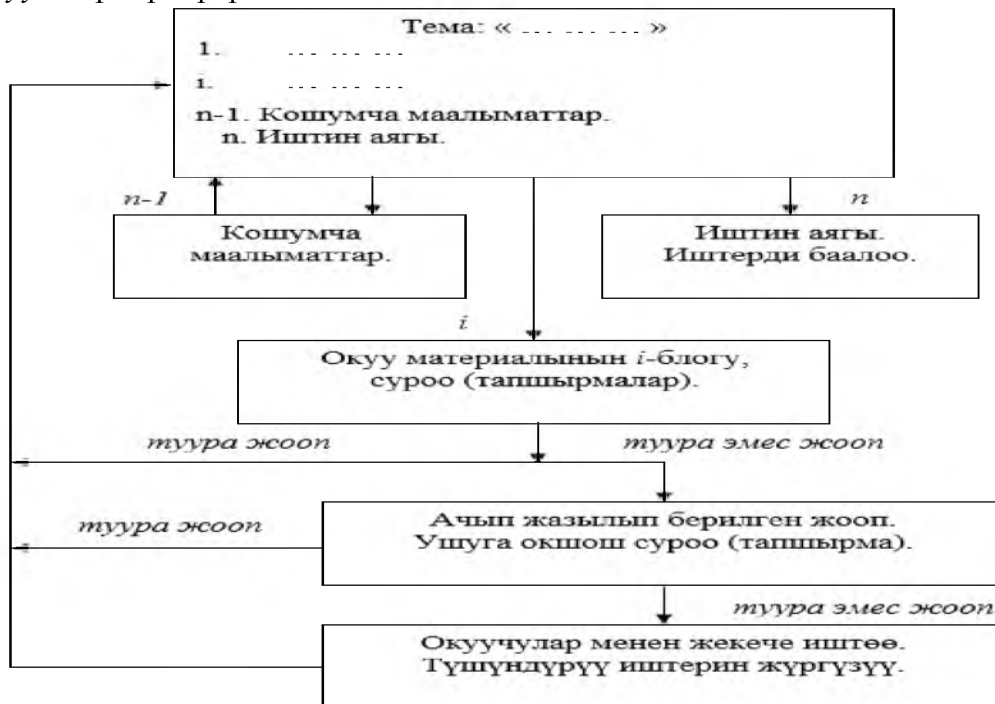 Тема: « ... ... ... »
1. ... ... ...
i. ... ... ...
n-1. Кошумча маалыматтар.
n. Иштин аягы.
n-1
n
Кошумча
маалыматтар.
Иштин аягы.
Иштерди баалоо.
i
Окуу материалынын i-блогу,
суроо (тапшырмалар).
туура жооп
туура эмес жооп
туура жооп
Ачып жазылып берилген жооп.
Ушуга окшош суроо (тапшырма).
туура эмес жооп
Окуучулар менен жекече иштөө.
Түшүндүрүү иштерин жүргүзүү.